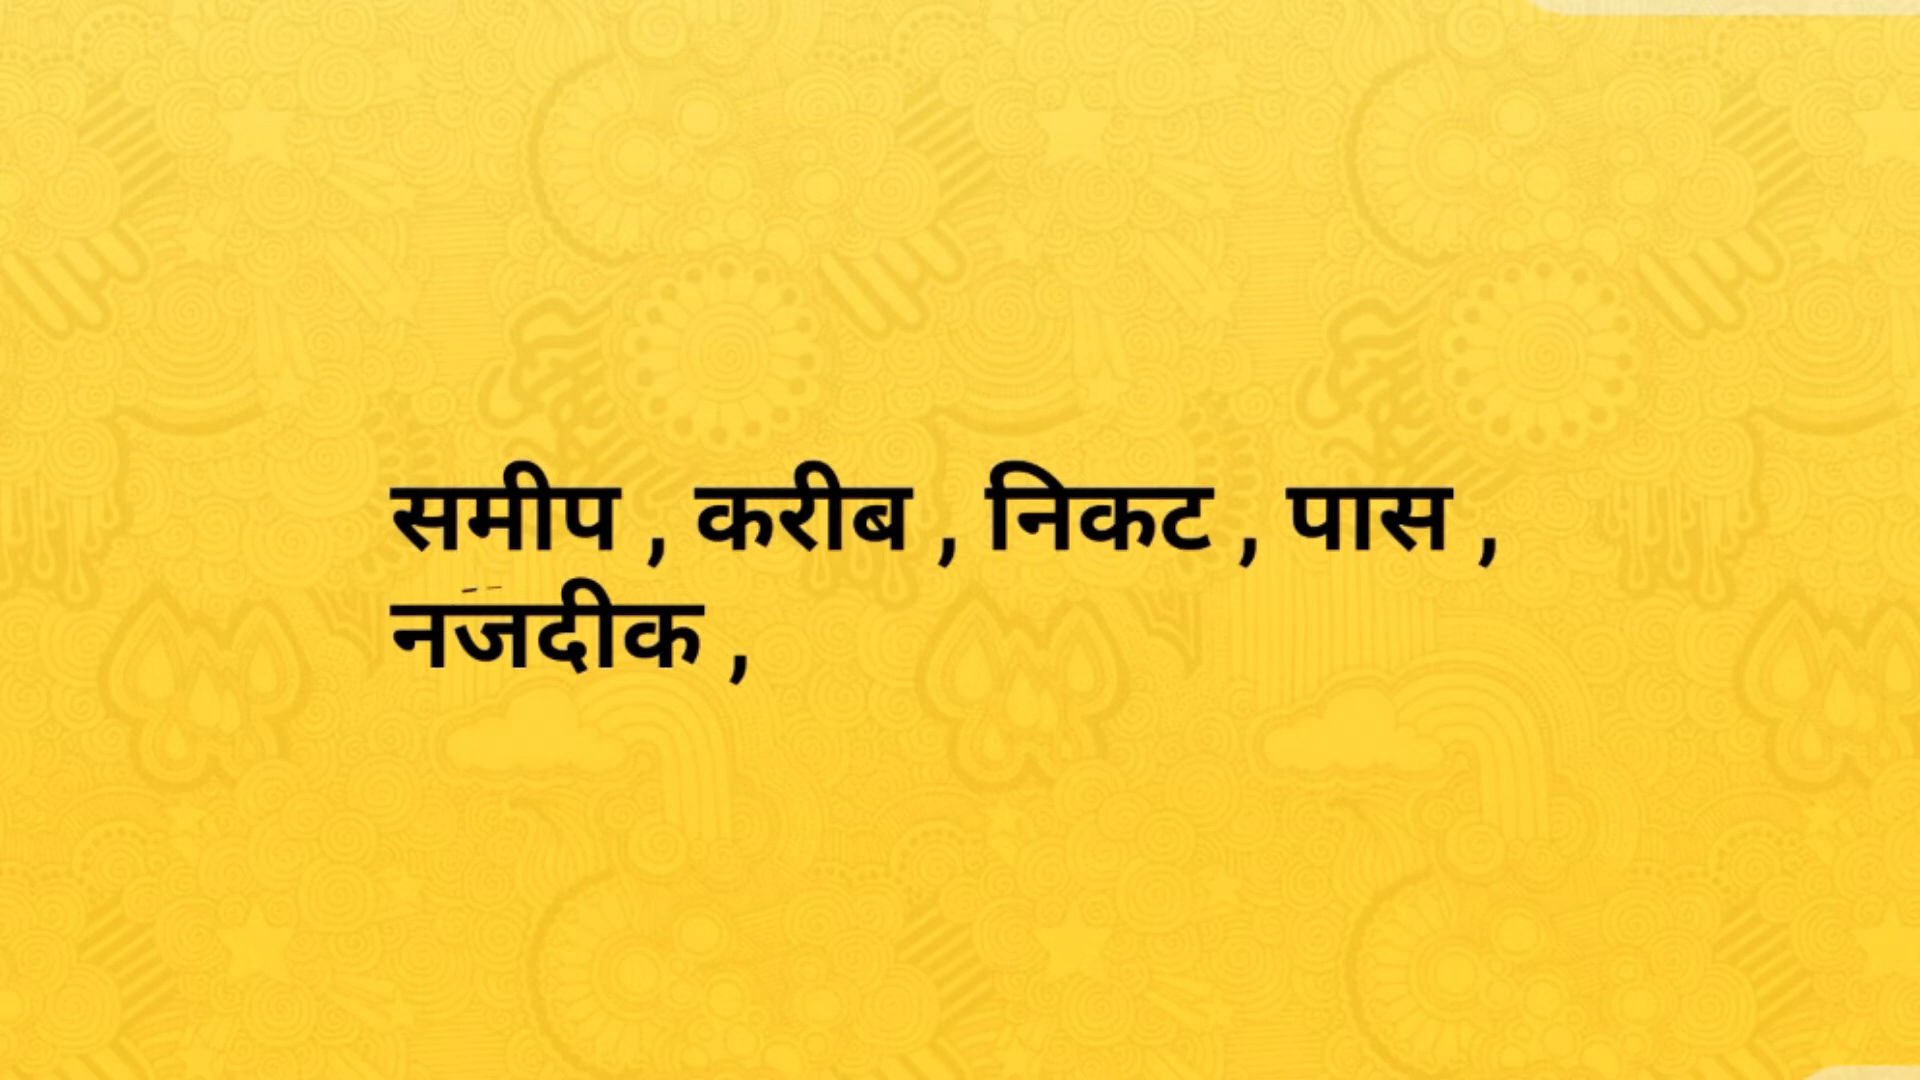 समीप , करीब , निकट , पास ,
नजदीक ,